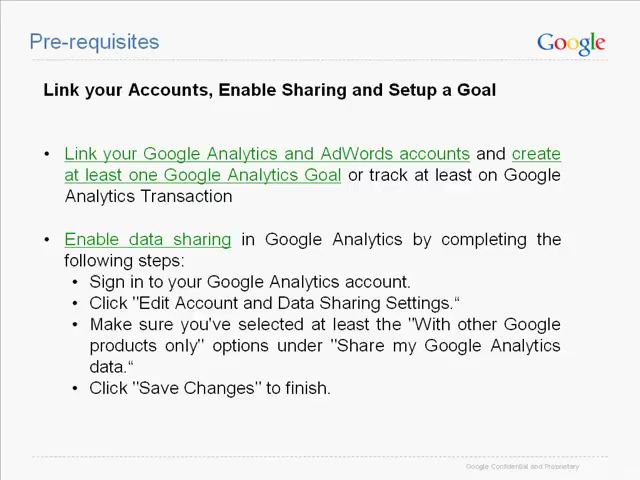 Pre-requisites
Google
Link your Accounts, Enable Sharing and Setup a Goal
• Link your Google Analytics and AdWords accounts and create
at least one Google Analytics Goal or track at least on Google
Analytics Transaction
• Enable data sharing in Google Analytics by completing the
following steps:
• Sign in to your Google Analytics account.
• Click "Edit Account and Data Sharing Settings.“
• Make sure you've selected at least the "With other Google
products only" options under "Share my Google Analytics
data.“
• Click "Save Changes" to finish.
Google Confidential and Proprietary